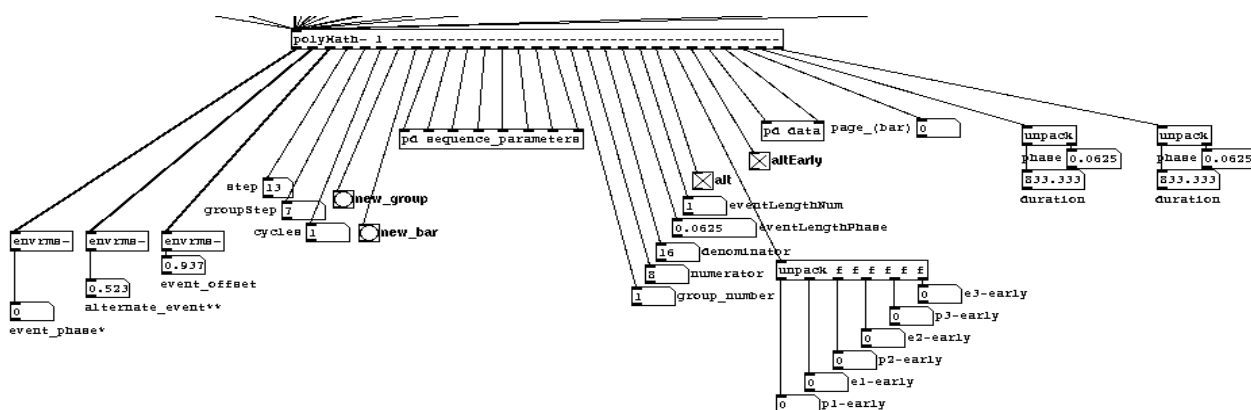 polyMath~ 1 ------------------------------------------------------------
pd data
page_(bar)
0
pd sequence_parameters
unpack
phase 0.0625
833.333
duration
unpack
phase 0.0625
833.333
duration
altEarly
alt
step 13
groupStep 7
cycles 1
new_group
new_bar
1 eventLengthNum
0.0625 eventLengthPhase
16 denominator
8 numerator
1 group_number
envrms~
envrms~
envrms~
0.937
event_offset
0.523
alternate_event**
0
event_phase*
unpack f f f f f f
0 e3-early
0 p3-early
0 e2-early
0 p2-early
0 e1-early
0 p1-early